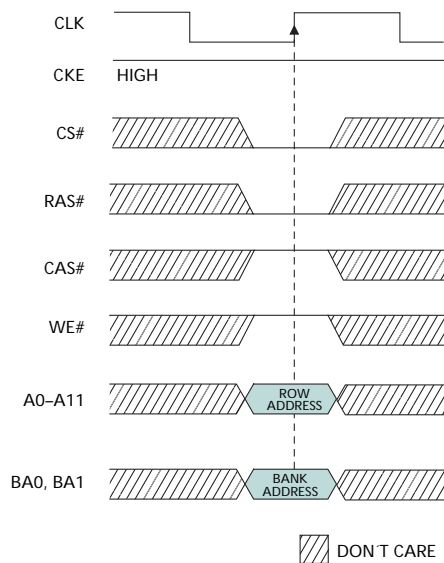 CLK
CKE HIGH
CS#
RAS#
CAS#
WE#
A0–A11 ROW
ADDRESS
BA0, BA1 BANK
ADDRESS
DON´T CARE